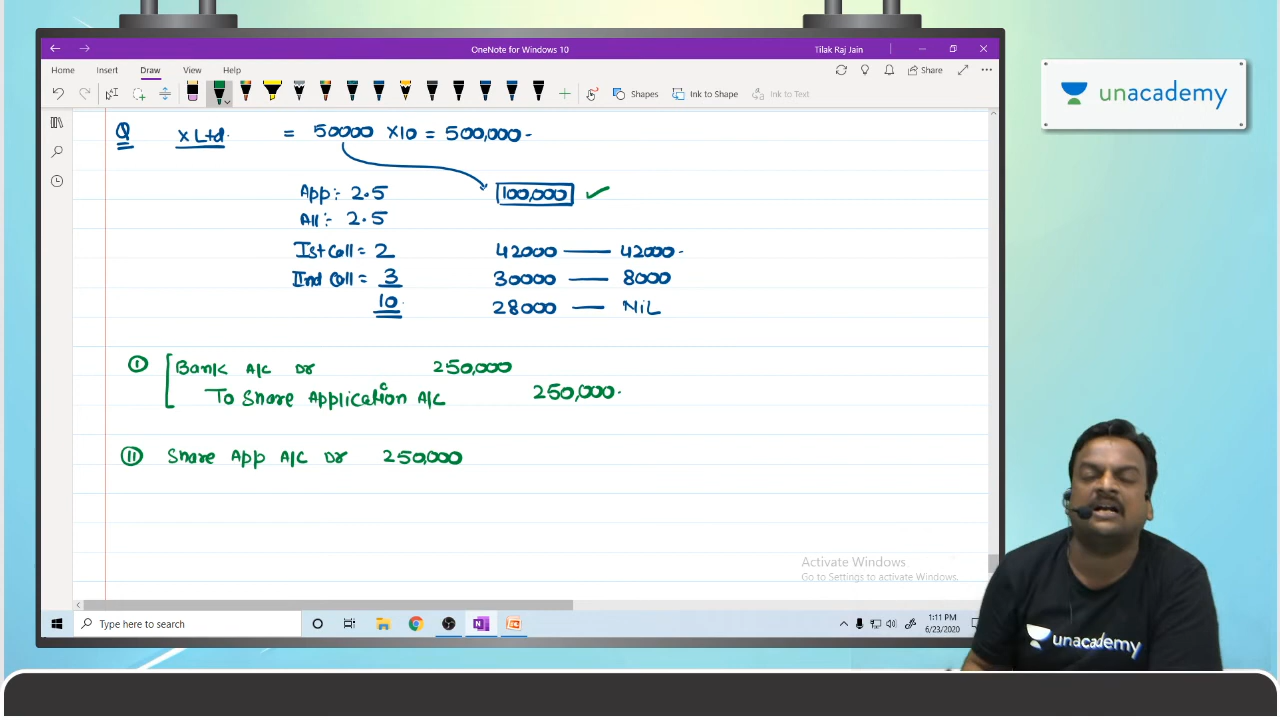 OneNote for Windows 10
Tilak Raj Jain
Home Insert Draw View Help
Share
Shapes Ink to Shape Ink to Text
unacademy
Q X Ltd. = 50000 x10 = 500,000-
App:- 2.5 100,000 ✓
All:- 2.5
Ist Call = 2 42000 — 42000-
IInd Call = 3 30000 — 8000
10 28000 — NiL
① Bank A/c Dr 250,000
To Share Application A/c 250,000.
② Share App A/c Dr 250,000
Activate Windows
Go to Settings to activate Windows.
Type here to search
1:11 PM
6/23/2020
unacademy